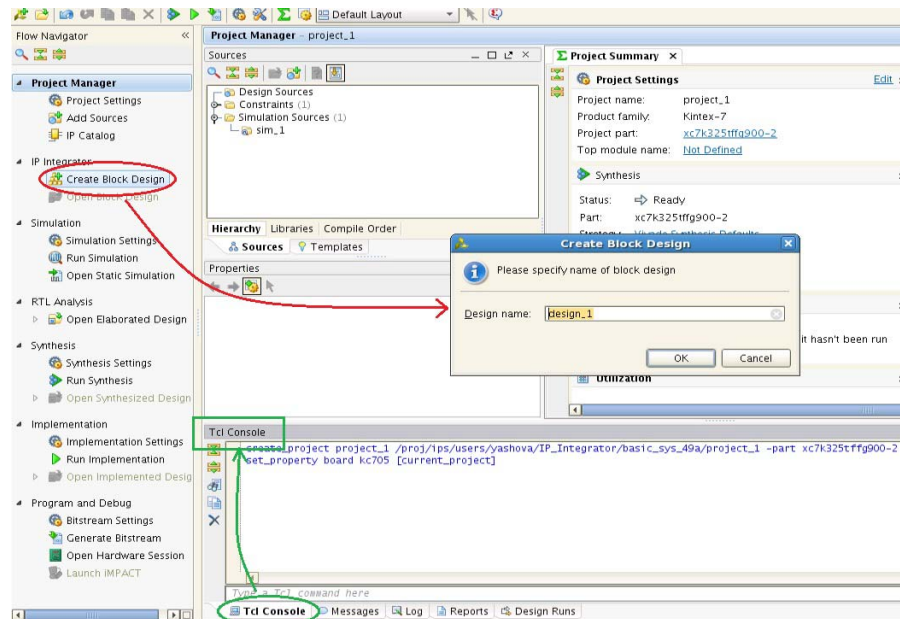 Default Layout
Flow Navigator
Project Manager
Project Settings
Add Sources
IP Catalog
IP Integrator
Create Block Design
Open Block Design
Simulation
Simulation Settings
Run Simulation
Open Static Simulation
RTL Analysis
Open Elaborated Design
Synthesis
Synthesis Settings
Run Synthesis
Open Synthesized Design
Implementation
Implementation Settings
Run Implementation
Open Implemented Desig
Program and Debug
Bitstream Settings
Generate Bitstream
Open Hardware Session
Launch iMPACT
Project Manager - project_1
Sources
Design Sources
Constraints (1)
Simulation Sources (1)
sim_1
Hierarchy Libraries Compile Order
Sources Templates
Properties
Project Summary
Project Settings Edit
Project name: project_1
Product family: Kintex-7
Project part: xc7k325tffg900-2
Top module name: Not Defined
Synthesis
Status: Ready
Part: xc7k325tffg900-2
Strategy: Vivado Synthesis Defaults
Create Block Design
Please specify name of block design
Design name: design_1
OK Cancel
it hasn't been run
Utilization
Tcl Console
create_project project_1 /proj/ips/users/yashova/IP_Integrator/basic_sys_49a/project_1 -part xc7k325tffg900-2
set_property board kc705 [current_project]
Type a Tcl command here
Tcl Console Messages Log Reports Design Runs